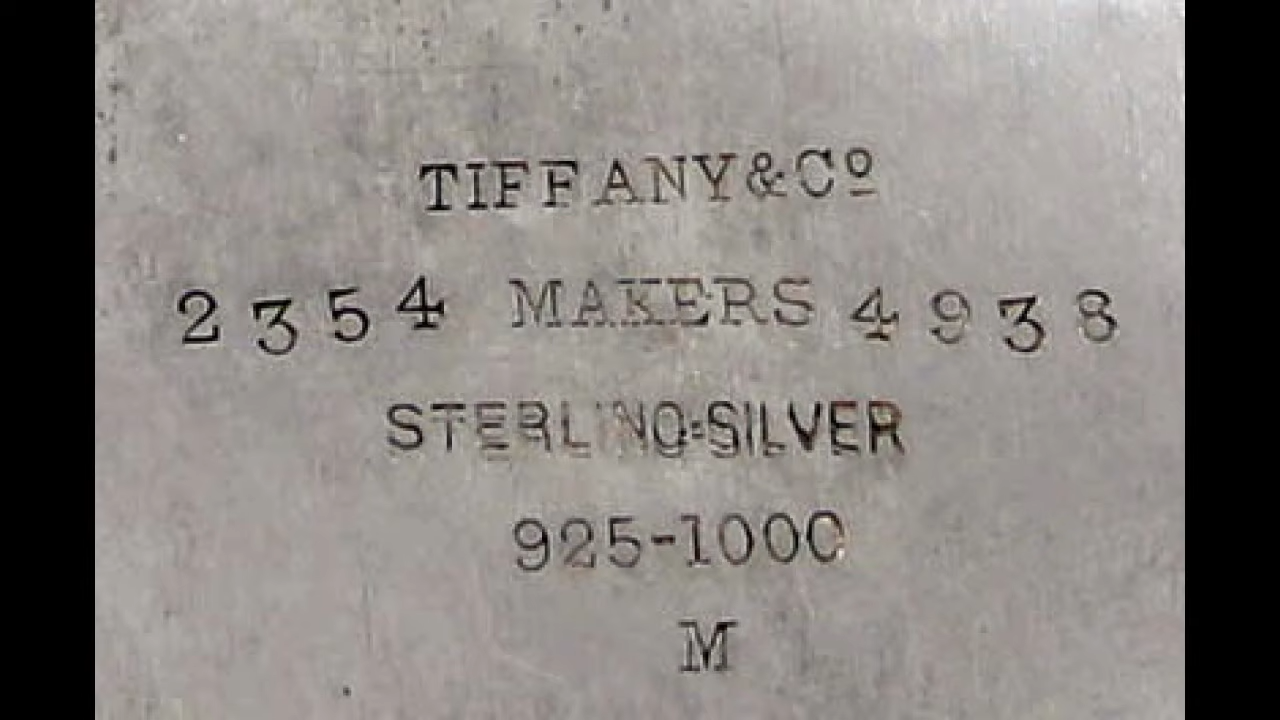 TIFFANY & Cº
2354 MAKERS 4938
STERLING-SILVER
925-1000
M